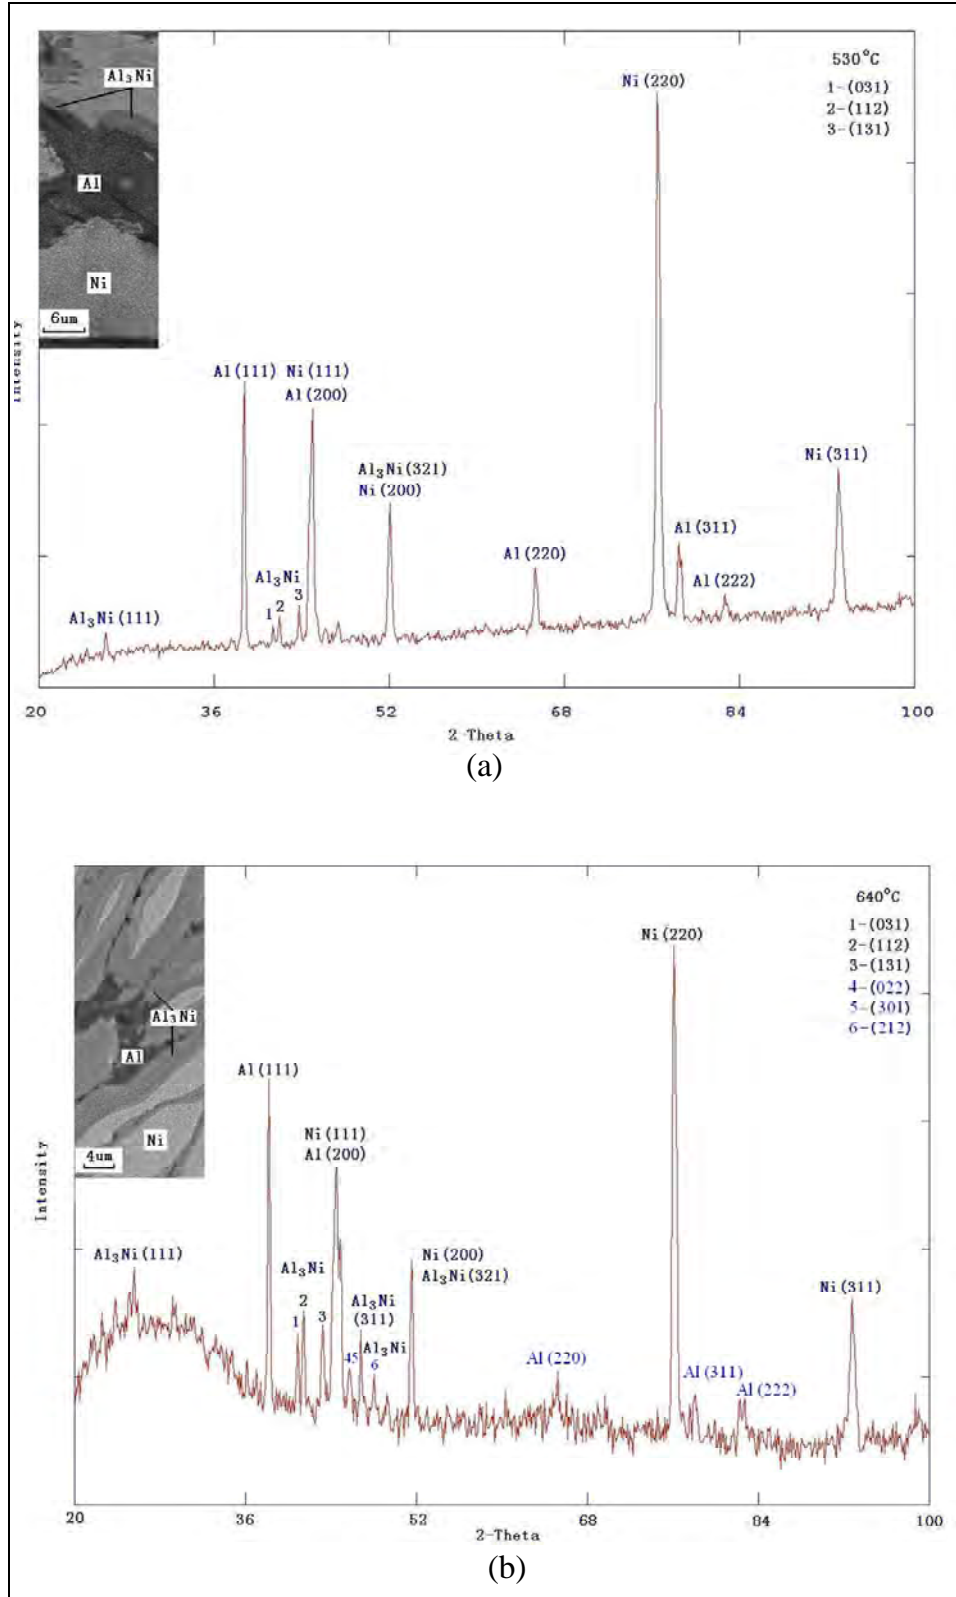 530°C
1-(031)
2-(112)
3-(131)
Al₃Ni
Al
Ni
6um
Intensity
Ni(220)
Al(111)
Ni(111)
Al(200)
Al₃Ni(321)
Ni(200)
Ni(311)
Al(311)
Al(220)
Al(222)
Al₃Ni
1 2 3
Al₃Ni(111)
20 36 52 68 84 100
2-Theta
(a)
640°C
1-(031)
2-(112)
3-(131)
4-(022)
5-(301)
6-(212)
Al₃Ni
Al
Ni
4um
Intensity
Ni(220)
Al(111)
Ni(111)
Al(200)
Al₃Ni(111)
Al₃Ni
1 2 3
Ni(200)
Al₃Ni(321)
Al₃Ni
(311)
Al₃Ni
45 6
Ni(311)
Al(220)
Al(311)
Al(222)
20 36 52 68 84 100
2-Theta
(b)